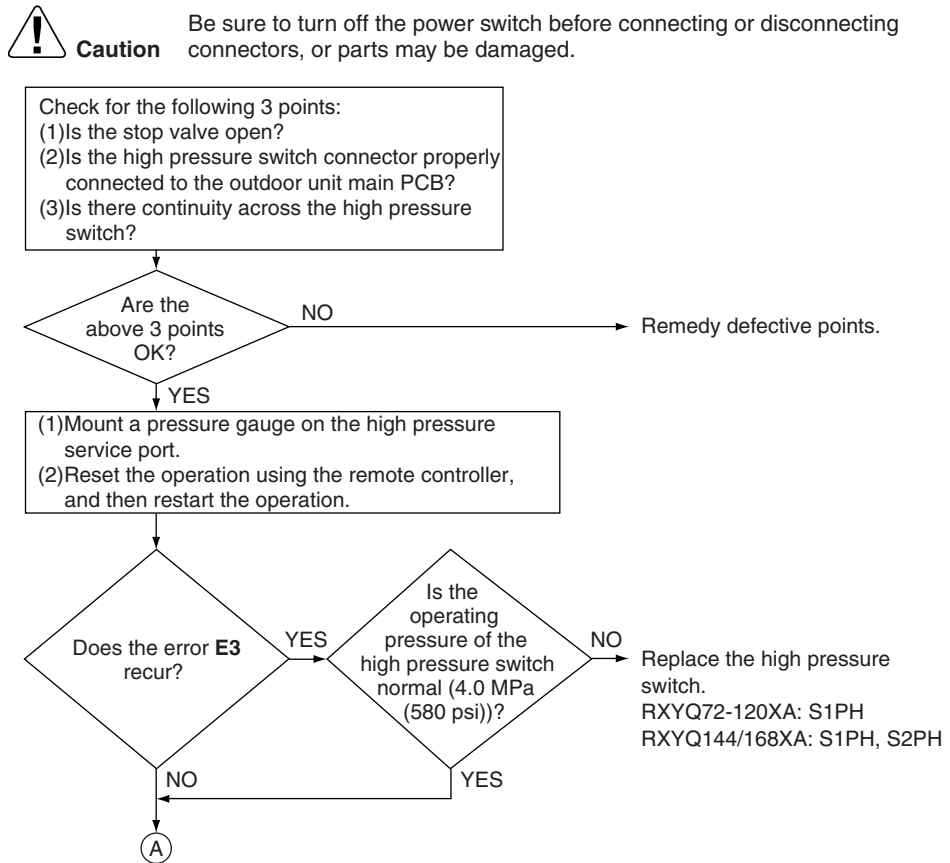 Be sure to turn off the power switch before connecting or disconnecting
Caution connectors, or parts may be damaged.
Check for the following 3 points:
(1)Is the stop valve open?
(2)Is the high pressure switch connector properly
connected to the outdoor unit main PCB?
(3)Is there continuity across the high pressure
switch?
Are the
above 3 points
OK?
NO
Remedy defective points.
YES
(1)Mount a pressure gauge on the high pressure
service port.
(2)Reset the operation using the remote controller,
and then restart the operation.
Does the error E3
recur?
YES
Is the
operating
pressure of the
high pressure switch
normal (4.0 MPa
(580 psi))?
NO
Replace the high pressure
switch.
RXYQ72-120XA: S1PH
RXYQ144/168XA: S1PH, S2PH
NO
YES
A